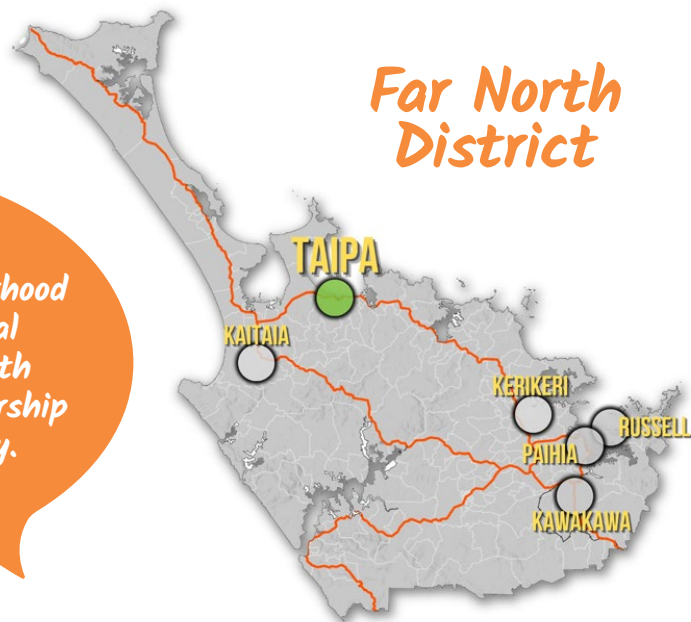 Far North
District
TAIPA
KAITAIA
KERIKERI
RUSSELL
PAIHIA
KAWAKAWA